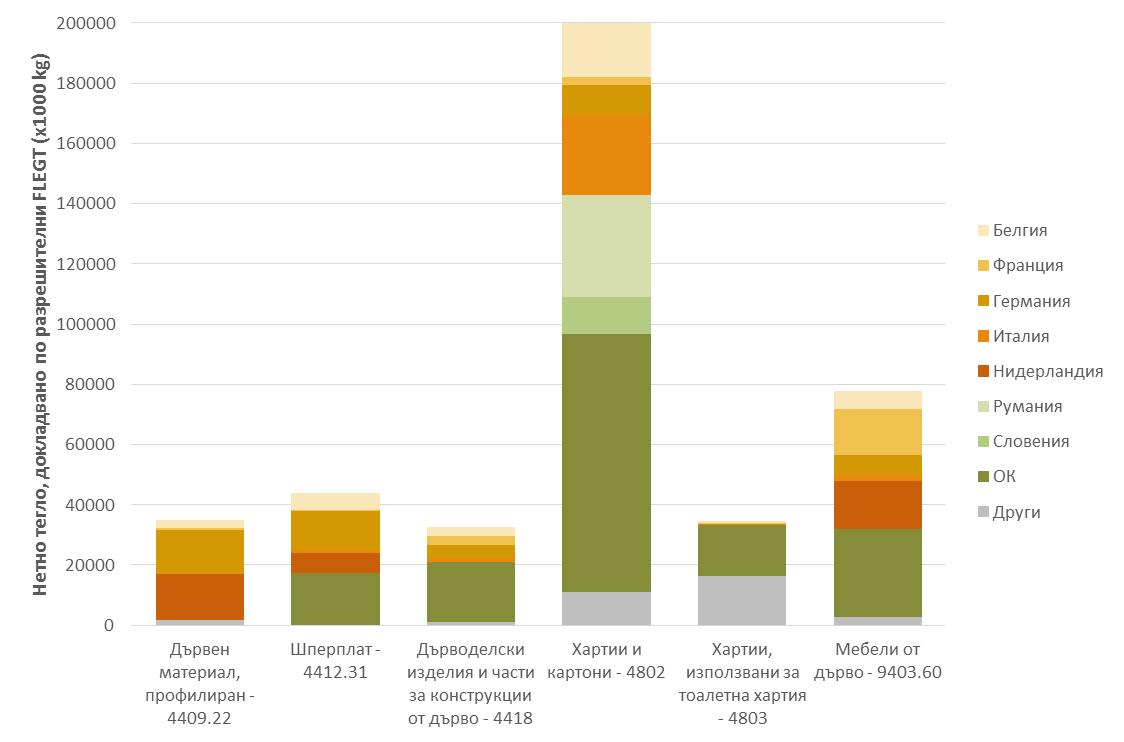 Нетно тегло, докладвано по разрешителни FLEGT (x1000 kg)
200000
180000
160000
140000
120000
100000
80000
60000
40000
20000
0
Дървен
материал,
профилиран -
4409.22
Шперплат -
4412.31
Дърводелски
изделия и части
за конструкции
от дърво - 4418
Хартии и
картони - 4802
Хартии,
използвани за
тоалетна хартия
- 4803
Мебели от
дърво - 9403.60
Белгия
Франция
Германия
Италия
Нидерландия
Румания
Словения
ОК
Други